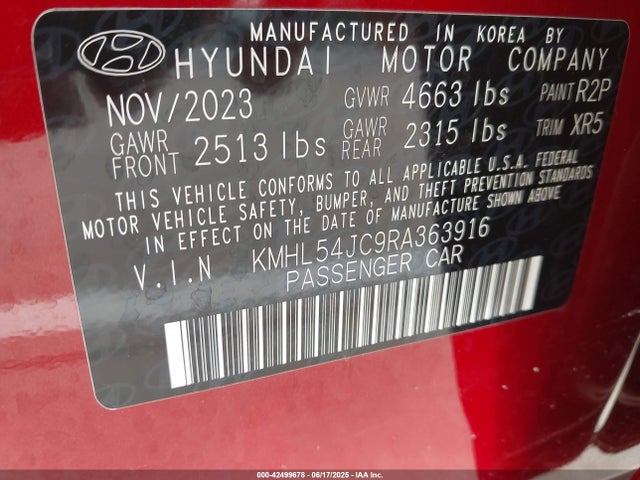 MANUFACTURED IN KOREA BY
HYUNDAI MOTOR COMPANY
NOV/2023 GVWR 4663 lbs PAINT R2P
GAWR FRONT 2513 lbs GAWR REAR 2315 lbs TRIM XR5
THIS VEHICLE CONFORMS TO ALL APPLICABLE U.S.A. FEDERAL
MOTOR VEHICLE SAFETY, BUMPER, AND THEFT PREVENTION STANDARDS
IN EFFECT ON THE DATE OF MANUFACTURE SHOWN ABOVE
V.I.N KMHL54JC9RA363916
PASSENGER CAR
000-42499678 - 06/17/2025 - IAA Inc.